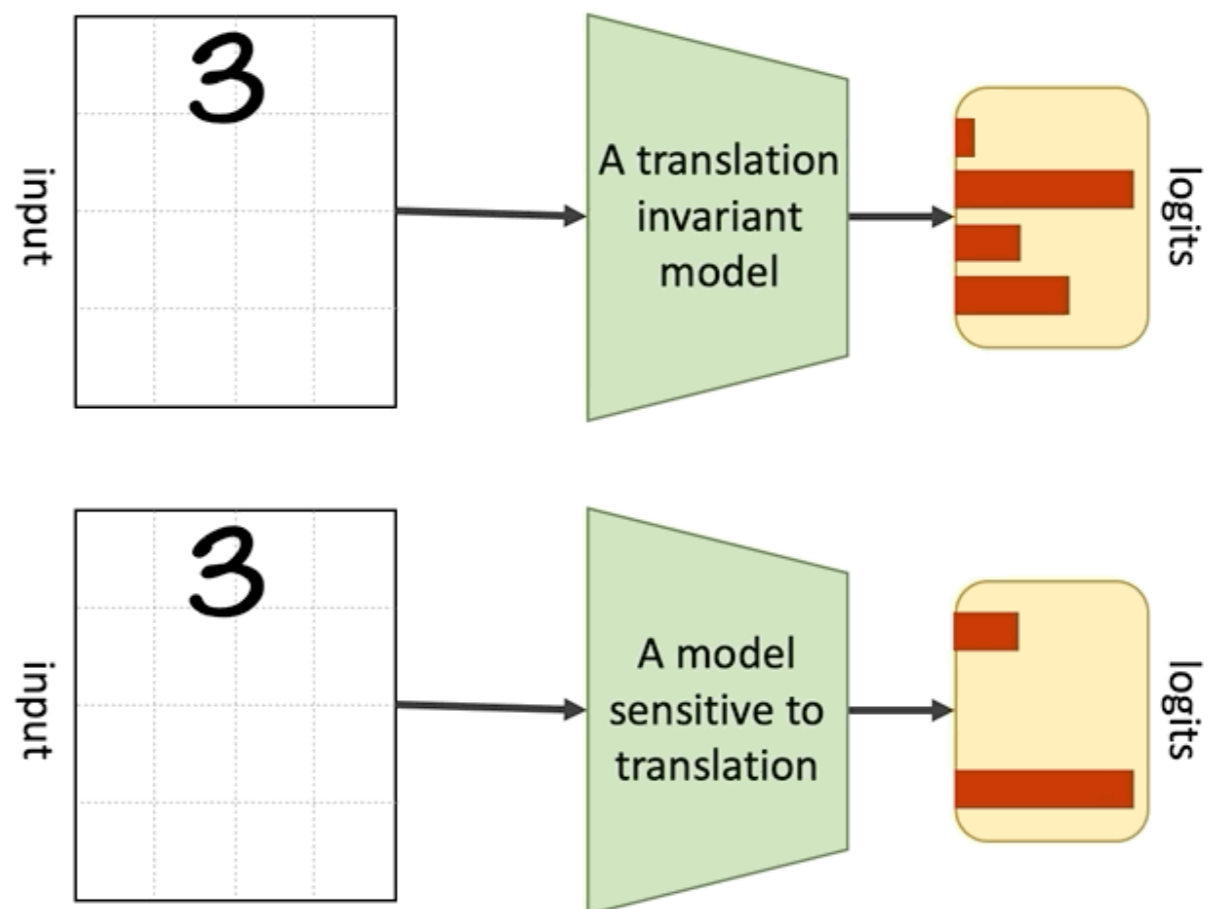 input
3
A translation
invariant
model
logits
input
3
A model
sensitive to
translation
logits